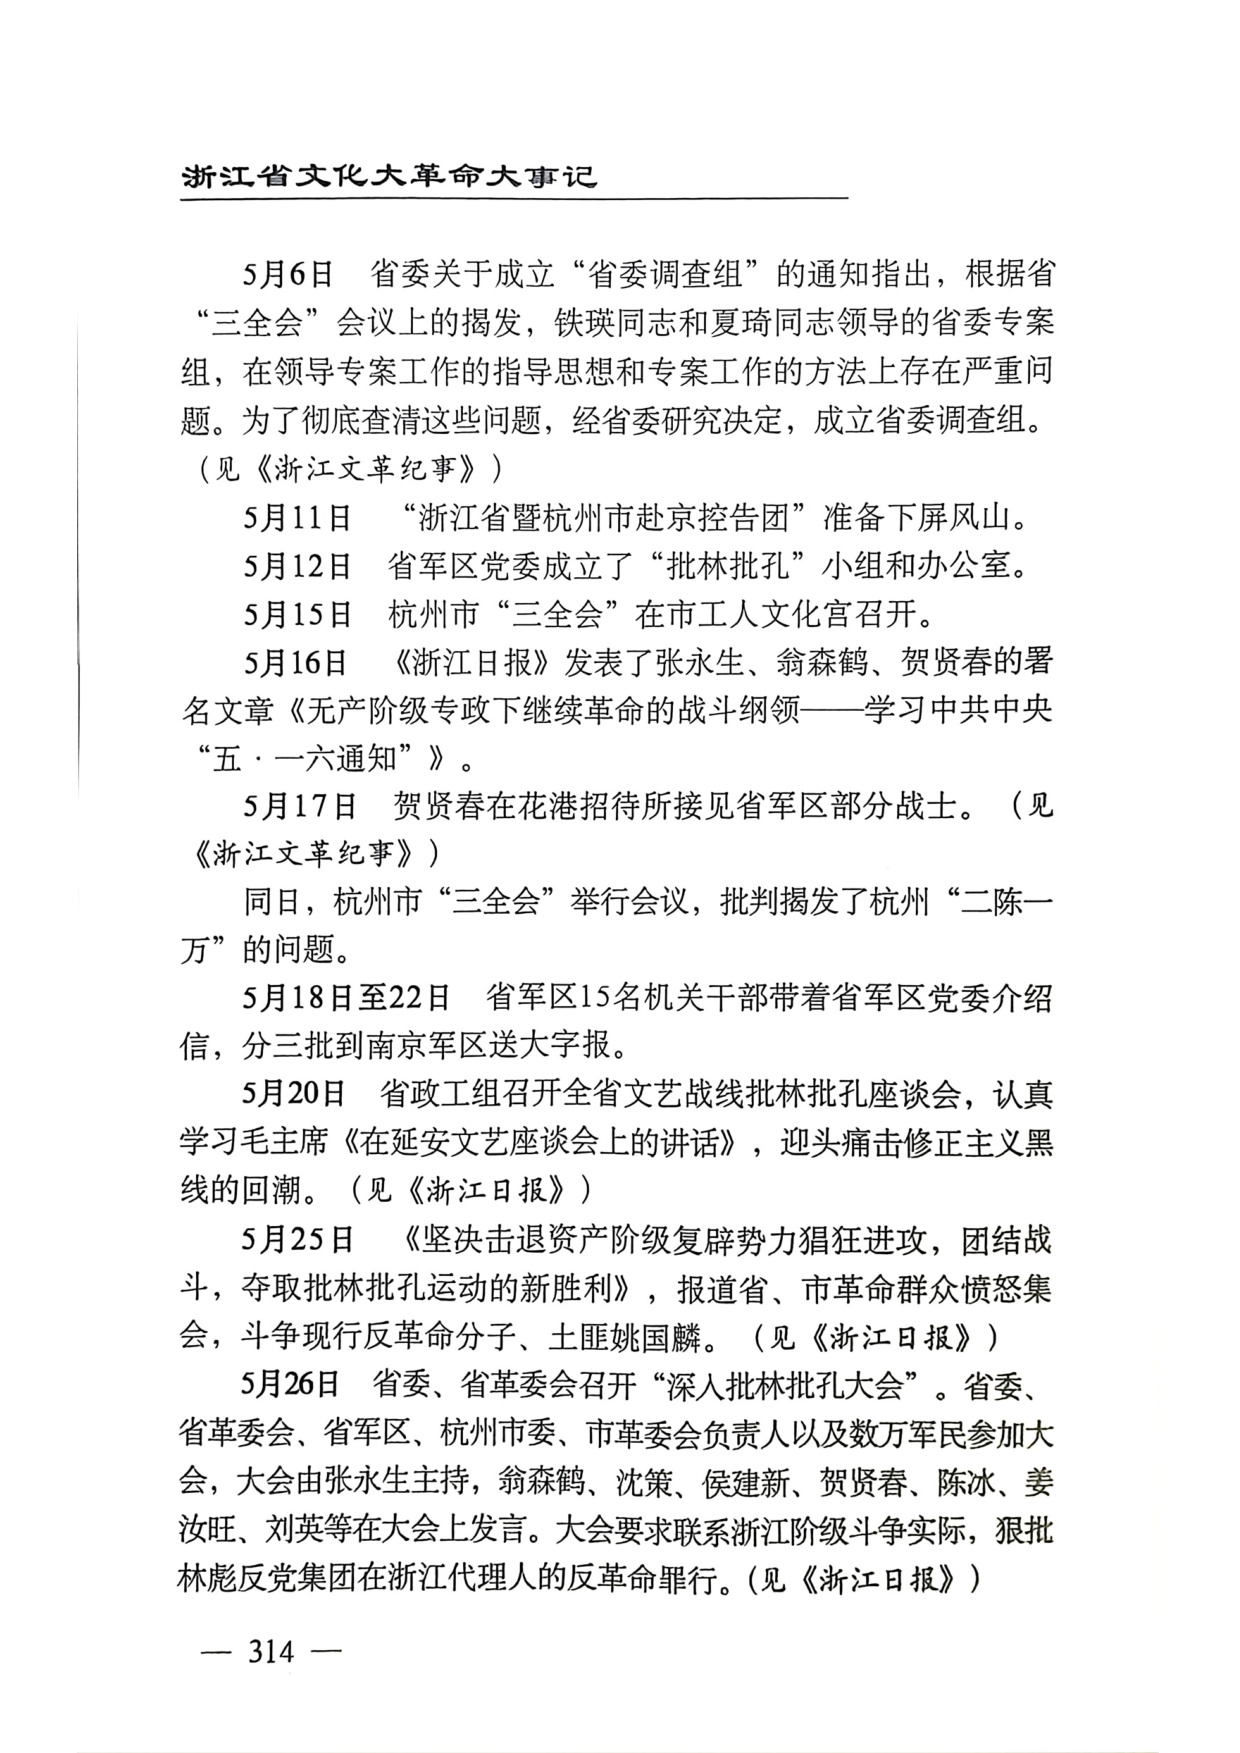 浙江省文化大革命大事记
5月6日 省委关于成立“省委调查组”的通知指出，根据省
“三全会”会议上的揭发，铁瑛同志和夏琦同志领导的省委专案
组，在领导专案工作的指导思想和专案工作的方法上存在严重问
题。为了彻底查清这些问题，经省委研究决定，成立省委调查组。
（见《浙江文革纪事》）
5月11日 “浙江省暨杭州市赴京控告团”准备下屏风山。
5月12日 省军区党委成立了“批林批孔”小组和办公室。
5月15日 杭州市“三全会”在市工人文化宫召开。
5月16日 《浙江日报》发表了张永生、翁森鹤、贺贤春的署
名文章《无产阶级专政下继续革命的战斗纲领——学习中共中央
“五·一六通知”》。
5月17日 贺贤春在花港招待所接见省军区部分战士。（见
《浙江文革纪事》）
同日，杭州市“三全会”举行会议，批判揭发了杭州“二陈一
万”的问题。
5月18日至22日 省军区15名机关干部带着省军区党委介绍
信，分三批到南京军区送大字报。
5月20日 省政工组召开全省文艺战线批林批孔座谈会，认真
学习毛主席《在延安文艺座谈会上的讲话》，迎头痛击修正主义黑
线的回潮。（见《浙江日报》）
5月25日 《坚决击退资产阶级复辟势力猖狂进攻，团结战
斗，夺取批林批孔运动的新胜利》，报道省、市革命群众愤怒集
会，斗争现行反革命分子、土匪姚国麟。（见《浙江日报》）
5月26日 省委、省革委会召开“深入批林批孔大会”。省委、
省革委会、省军区、杭州市委、市革委会负责人以及数万军民参加大
会，大会由张永生主持，翁森鹤、沈策、侯建新、贺贤春、陈冰、姜
汝旺、刘英等在大会上发言。大会要求联系浙江阶级斗争实际，狠批
林彪反党集团在浙江代理人的反革命罪行。（见《浙江日报》）
— 314 —